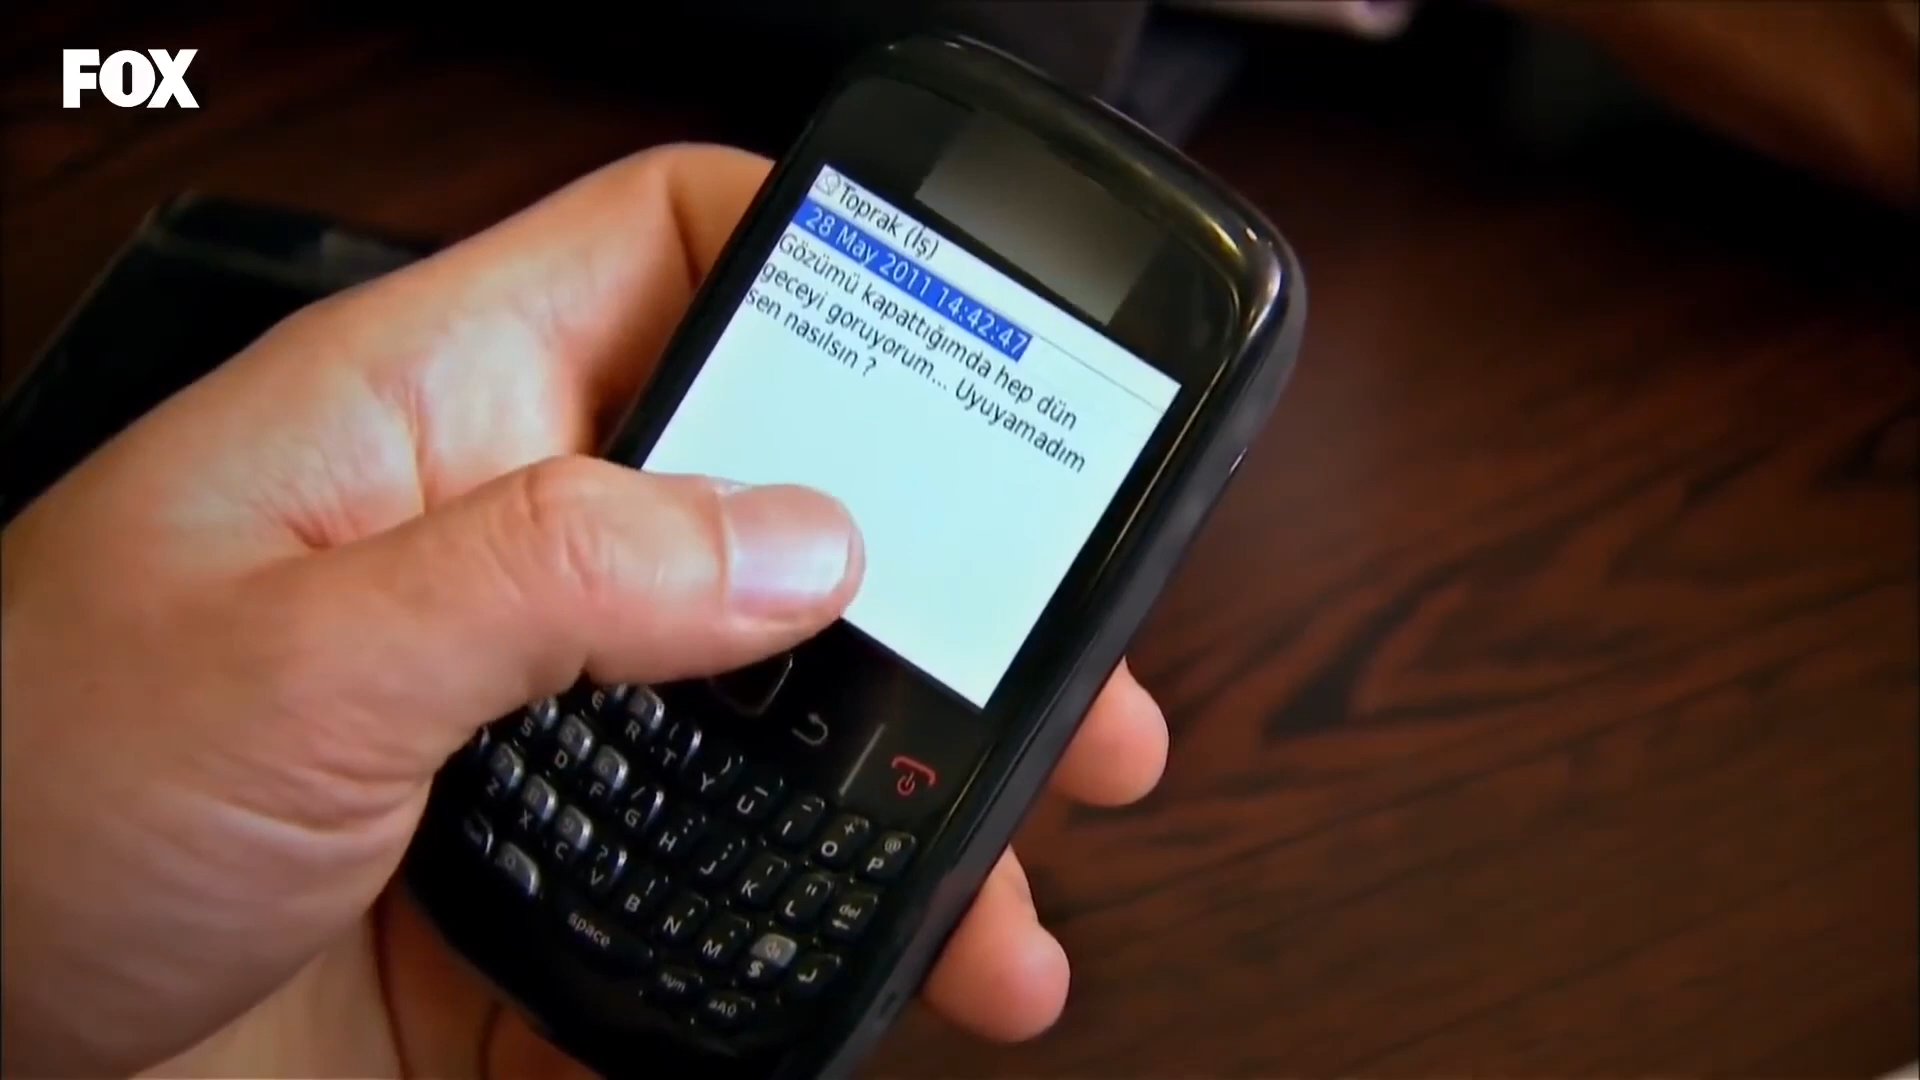 FOX
Toprak (İş)
28 May 2011 14:42:47
Gözümü kapattığımda hep dün
geceyi goruyorum... Uyuyamadım
sen nasılsın ?
R T Y U I O P
S D F G H J K L del
Z X C V B N M $
space sym aA0